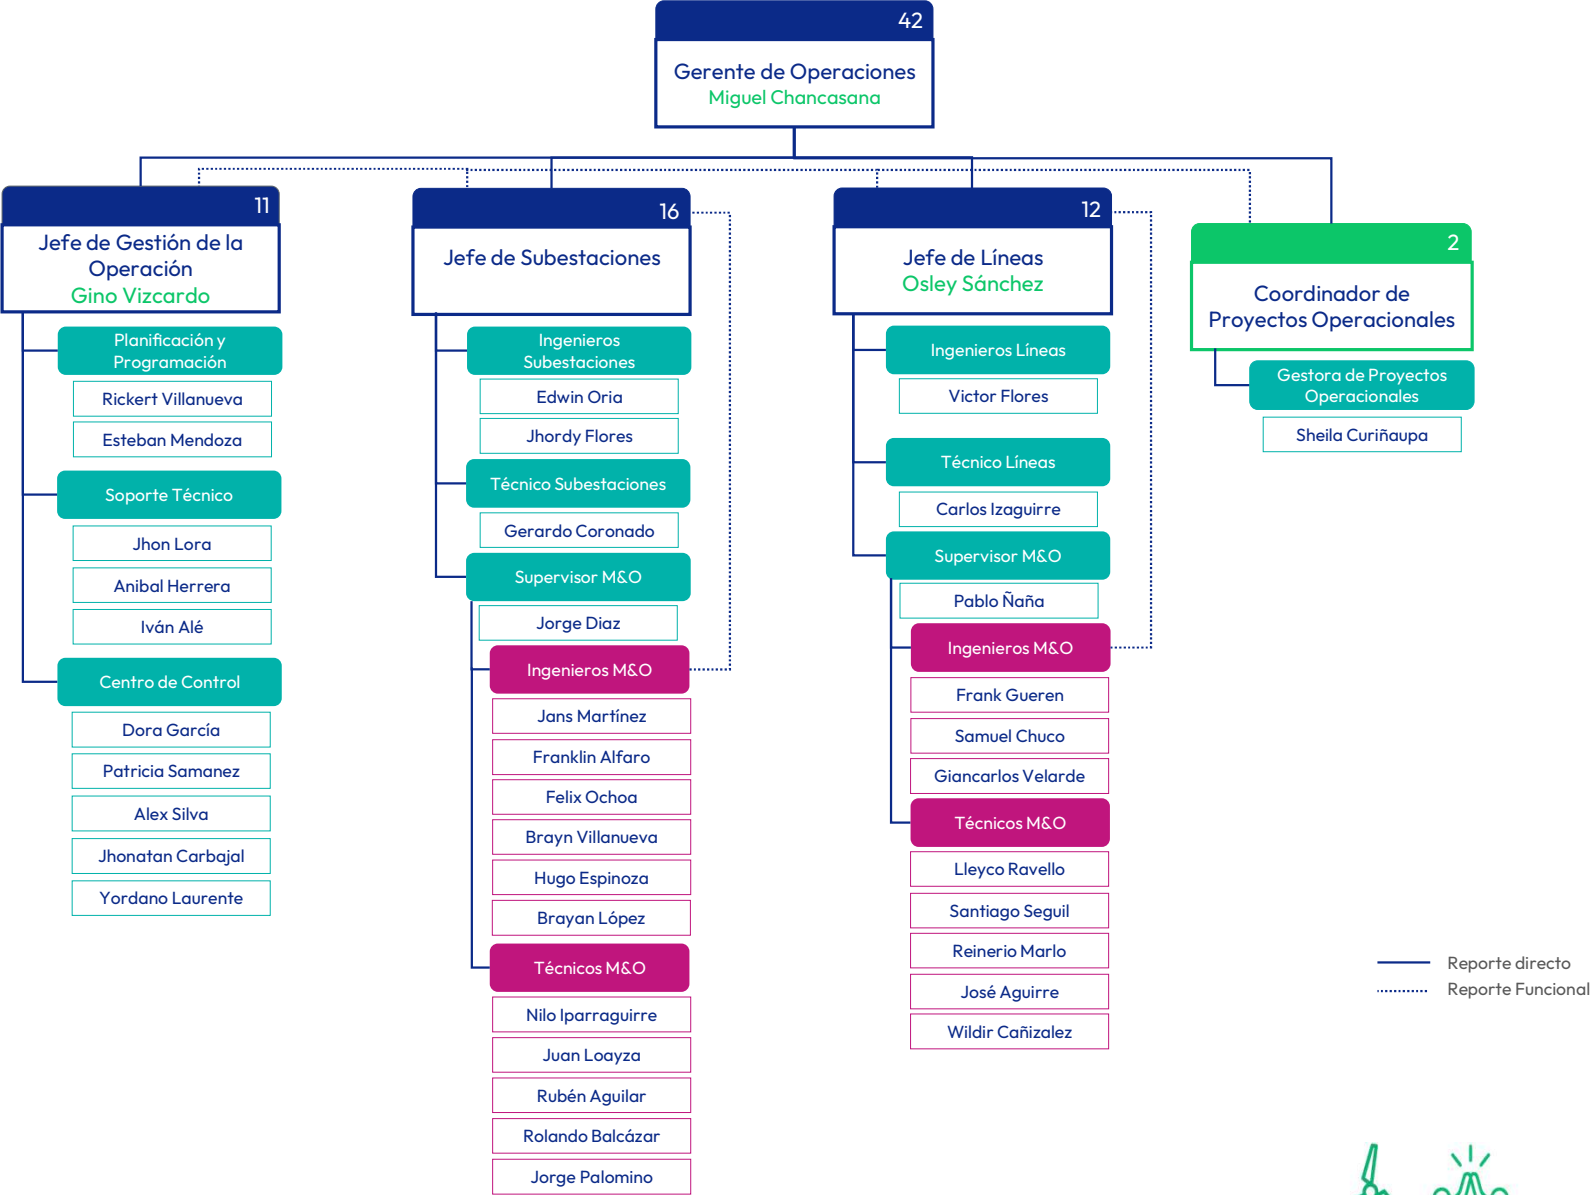 42
Gerente de Operaciones
Miguel Chancasana
11
Jefe de Gestión de la
Operación
Gino Vizcardo
Planificación y
Programación
Rickert Villanueva
Esteban Mendoza
Soporte Técnico
Jhon Lora
Anibal Herrera
Iván Alé
Centro de Control
Dora García
Patricia Samanez
Alex Silva
Jhonatan Carbajal
Yordano Laurente
16
Jefe de Subestaciones
Ingenieros
Subestaciones
Edwin Oria
Jhordy Flores
Técnico Subestaciones
Gerardo Coronado
Supervisor M&O
Jorge Diaz
Ingenieros M&O
Jans Martínez
Franklin Alfaro
Felix Ochoa
Brayn Villanueva
Hugo Espinoza
Brayan López
Técnicos M&O
Nilo Iparraguirre
Juan Loayza
Rubén Aguilar
Rolando Balcázar
Jorge Palomino
12
Jefe de Líneas
Osley Sánchez
Ingenieros Líneas
Victor Flores
Técnico Líneas
Carlos Izaguirre
Supervisor M&O
Pablo Ñaña
Ingenieros M&O
Frank Gueren
Samuel Chuco
Giancarlos Velarde
Técnicos M&O
Lleyco Ravello
Santiago Seguil
Reinerio Marlo
José Aguirre
Wildir Cañizalez
2
Coordinador de
Proyectos Operacionales
Gestora de Proyectos
Operacionales
Sheila Curiñaupa
Reporte directo
Reporte Funcional